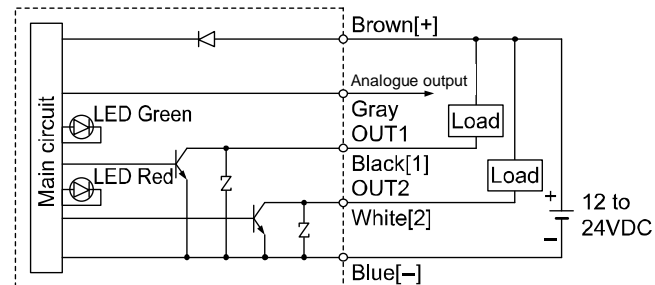 Brown[+]
Analogue output
Gray
LED Green
OUT1
Load
Black[1]
Main circuit
LED Red
OUT2
Load
White[2]
+
12 to
24VDC
−
Blue[−]